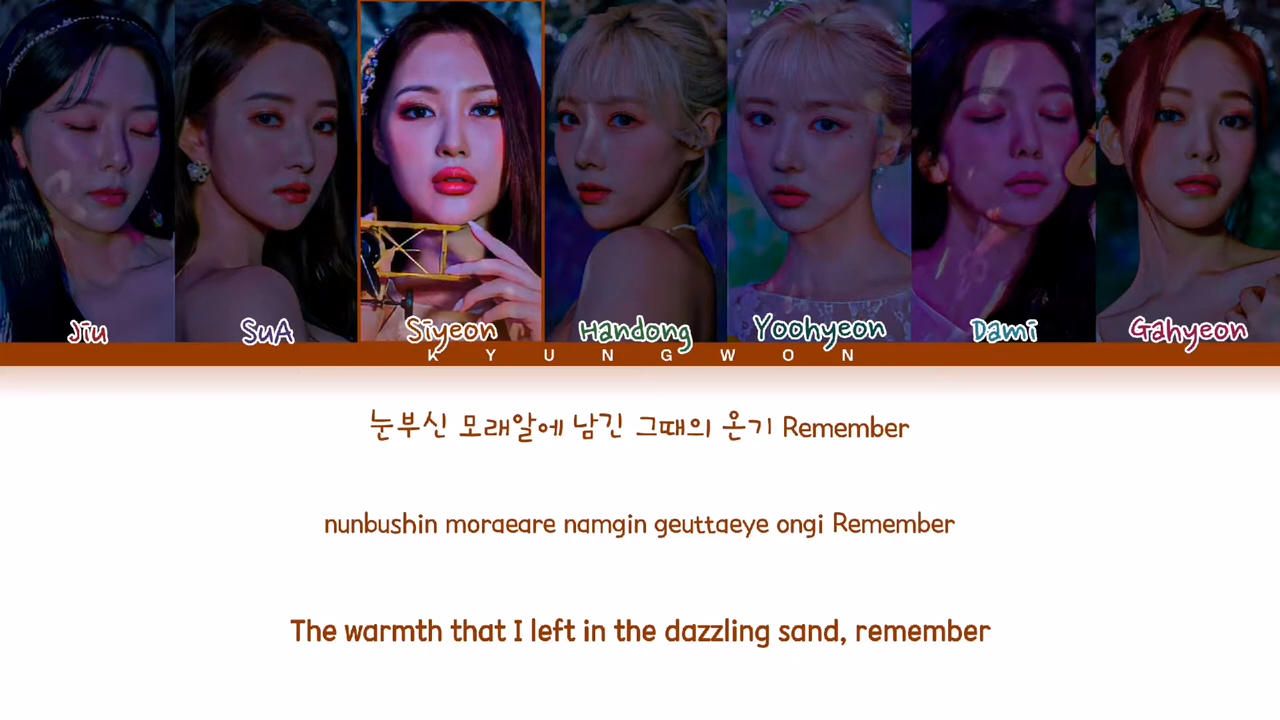 Jiu SuA Siyeon Handong Yoohyeon Dami Gahyeon
KYUNGWON
눈부신 모래알에 남긴 그때의 온기 Remember
nunbushin moraeare namgin geuttaeye ongi Remember
The warmth that I left in the dazzling sand, remember